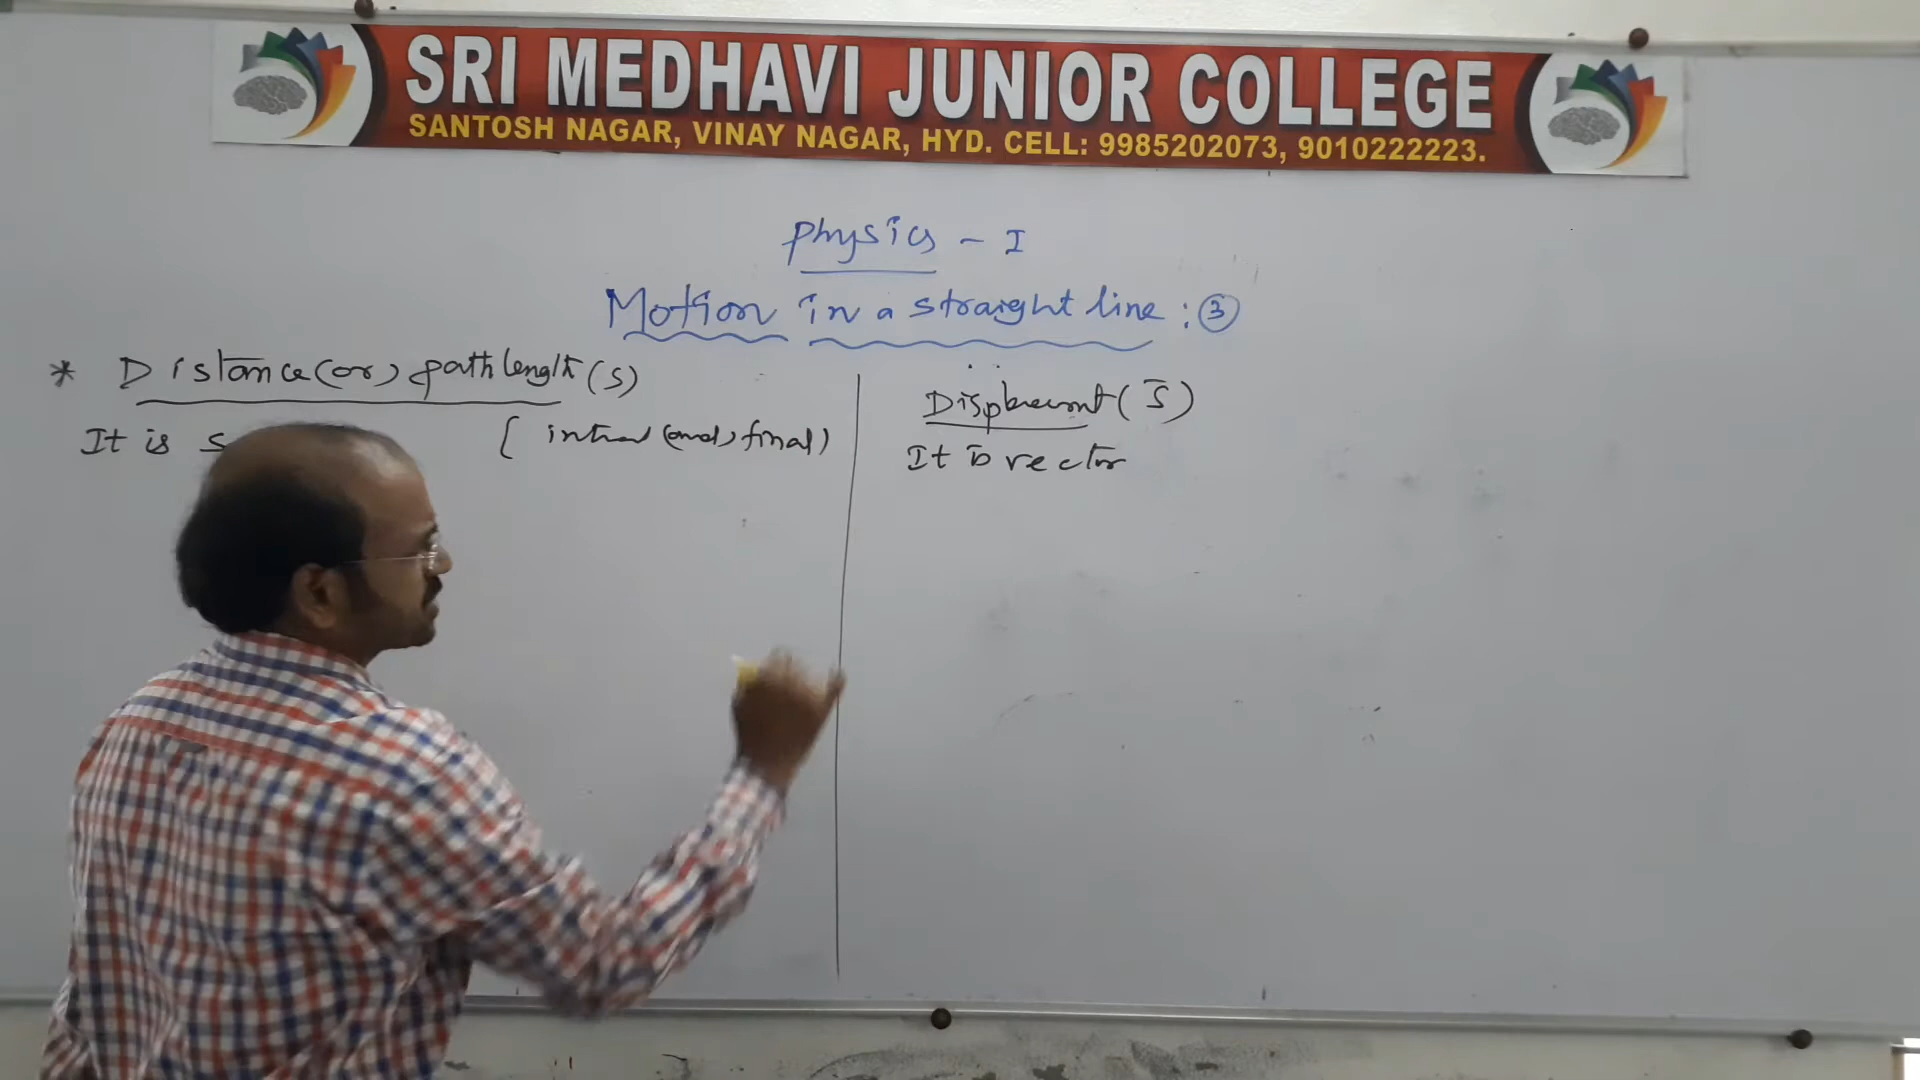 SRI MEDHAVI JUNIOR COLLEGE
SANTOSH NAGAR, VINAY NAGAR, HYD. CELL: 9985202073, 9010222223.
Physics - I
Motion in a straight line : 3
* Distance (or) path length (s)
It is s
[ (and) final)
Displacement ( s̄ )
It is vector